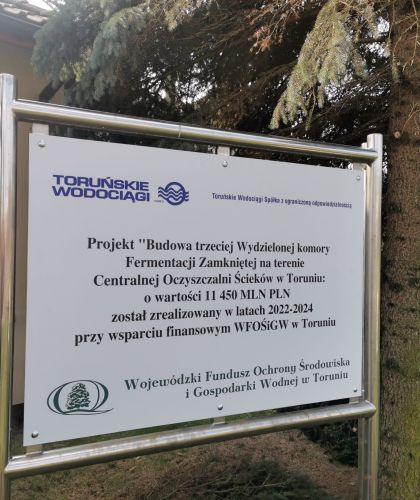 TORUŃSKIE
WODOCIĄGI
Toruńskie Wodociągi Spółka z ograniczoną odpowiedzialnością
Projekt "Budowa trzeciej Wydzielonej komory
Fermentacji Zamkniętej na terenie
Centralnej Oczyszczalni Ścieków w Toruniu:
o wartości 11 450 MLN PLN
został zrealizowany w latach 2022-2024
przy wsparciu finansowym WFOŚiGW w Toruniu
Wojewódzki Fundusz Ochrony Środowiska
i Gospodarki Wodnej w Toruniu